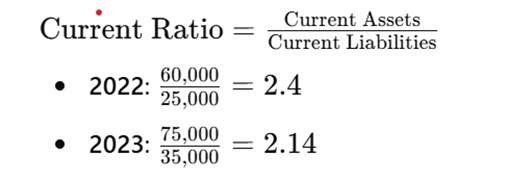 Current Ratio = Current Assets / Current Liabilities
• 2022: 60,000 / 25,000 = 2.4
• 2023: 75,000 / 35,000 = 2.14